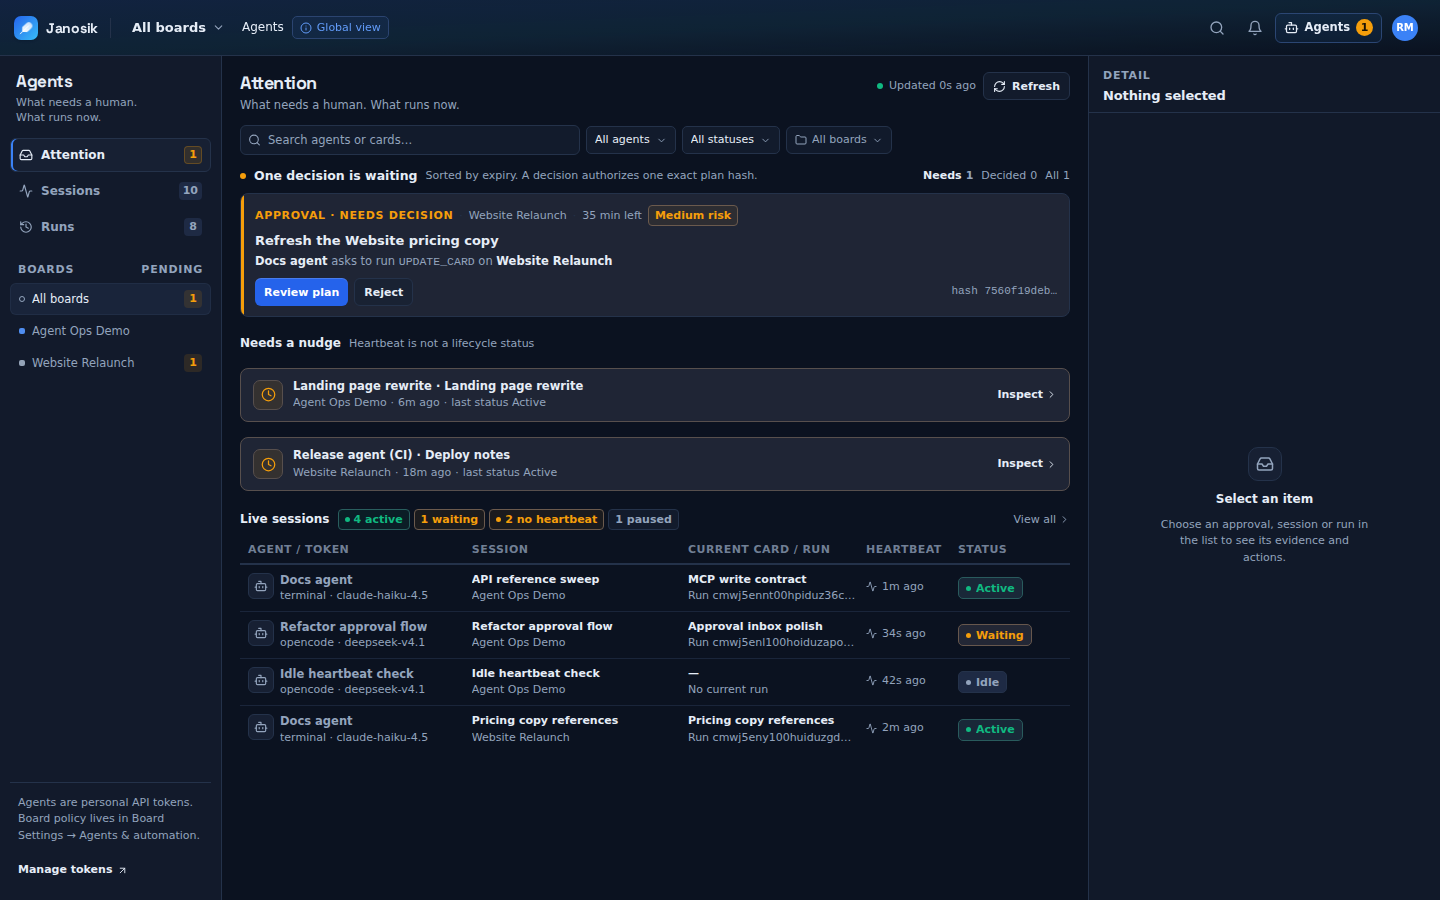 Janosik
All boards
Agents
Global view
Agents 1
RM
Agents
What needs a human.
What runs now.
Attention 1
Sessions 10
Runs 8
BOARDS PENDING
All boards 1
Agent Ops Demo
Website Relaunch 1
Agents are personal API tokens.
Board policy lives in Board
Settings → Agents & automation.
Manage tokens
Attention
What needs a human. What runs now.
Updated 0s ago
Refresh
Search agents or cards...
All agents
All statuses
All boards
One decision is waiting Sorted by expiry. A decision authorizes one exact plan hash.
Needs 1 Decided 0 All 1
APPROVAL · NEEDS DECISION Website Relaunch 35 min left Medium risk
Refresh the Website pricing copy
Docs agent asks to run UPDATE_CARD on Website Relaunch
Review plan
Reject
hash 7560f19deb…
Needs a nudge Heartbeat is not a lifecycle status
Landing page rewrite · Landing page rewrite
Agent Ops Demo · 6m ago · last status Active
Inspect
Release agent (CI) · Deploy notes
Website Relaunch · 18m ago · last status Active
Inspect
Live sessions 4 active 1 waiting 2 no heartbeat 1 paused
View all
AGENT / TOKEN SESSION CURRENT CARD / RUN HEARTBEAT STATUS
Docs agent API reference sweep MCP write contract 1m ago Active
terminal · claude-haiku-4.5 Agent Ops Demo Run cmwj5ennt00hpiduz36c…
Refactor approval flow Refactor approval flow Approval inbox polish 34s ago Waiting
opencode · deepseek-v4.1 Agent Ops Demo Run cmwj5enl100hoiduzapo…
Idle heartbeat check Idle heartbeat check — 42s ago Idle
opencode · deepseek-v4.1 Agent Ops Demo No current run
Docs agent Pricing copy references Pricing copy references 2m ago Active
terminal · claude-haiku-4.5 Website Relaunch Run cmwj5eny100huiduzgd…
DETAIL
Nothing selected
Select an item
Choose an approval, session or run in
the list to see its evidence and
actions.